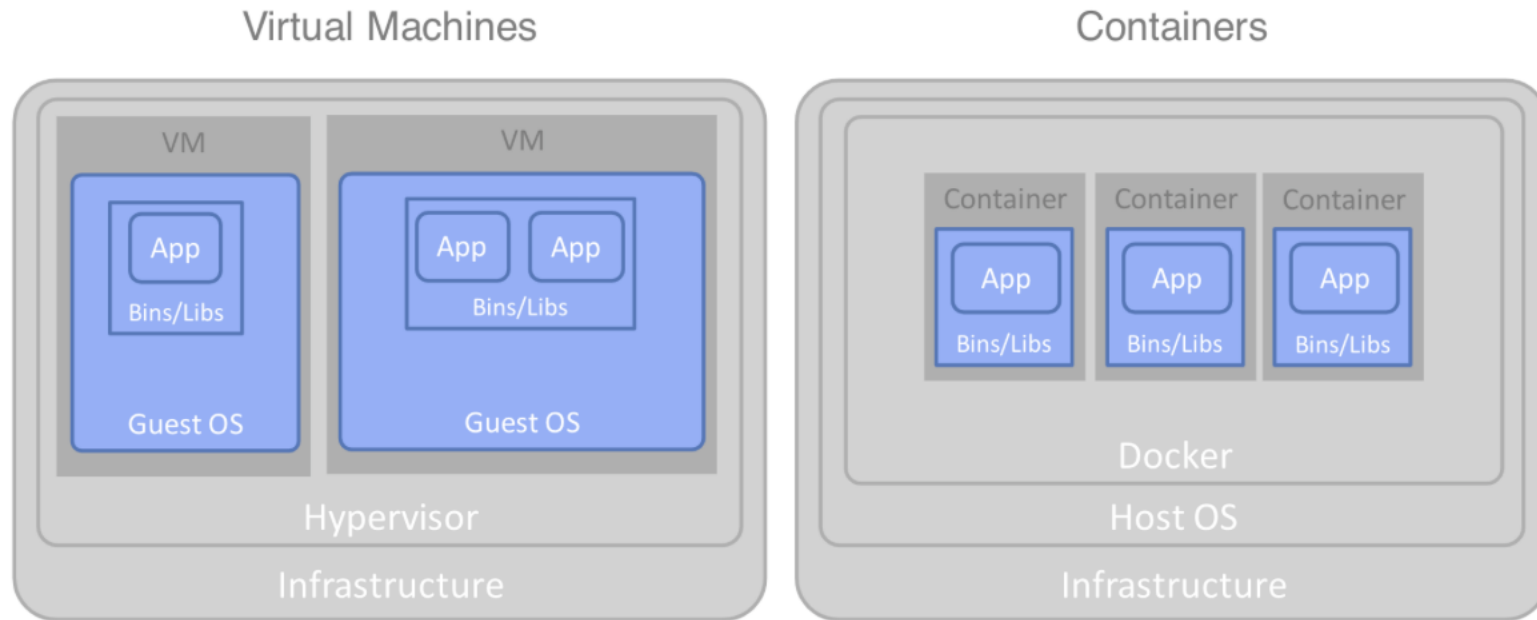 Virtual Machines
VM
App
Bins/Libs
Guest OS
VM
App App
Bins/Libs
Guest OS
Hypervisor
Infrastructure
Containers
Container
App
Bins/Libs
Container
App
Bins/Libs
Container
App
Bins/Libs
Docker
Host OS
Infrastructure